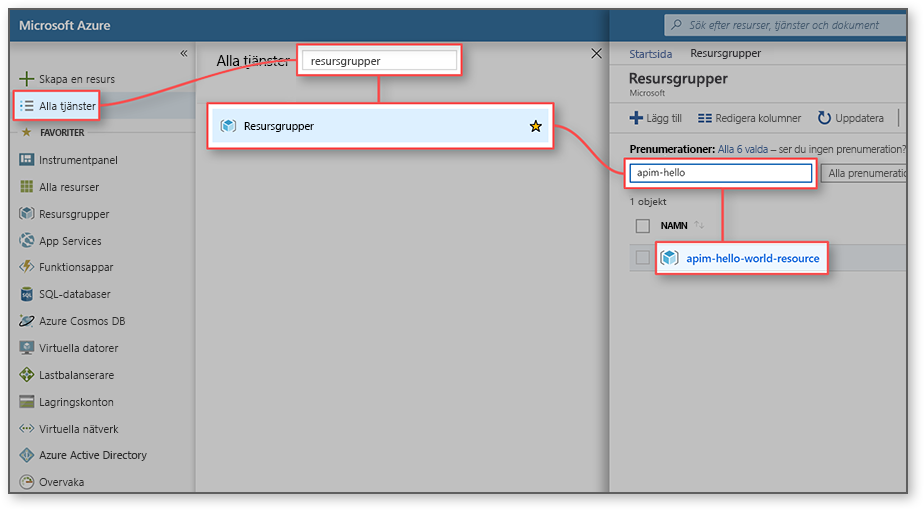 Microsoft Azure
Sök efter resurser, tjänster och dokument
Skapa en resurs
Alla tjänster
FAVORITER
Instrumentpanel
Alla resurser
Resursgrupper
App Services
Funktionsappar
SQL-databaser
Azure Cosmos DB
Virtuella datorer
Lastbalanserare
Lagringskonton
Virtuella nätverk
Azure Active Directory
Övervaka
Alla tjänster
resursgrupper
Resursgrupper
Startsida Resursgrupper
Resursgrupper
Microsoft
Lägg till Redigera kolumner Uppdatera
Prenumerationer: Alla 6 valda – ser du ingen prenumeration?
apim-hello Alla prenumeratio
1 objekt
NAMN
apim-hello-world-resource